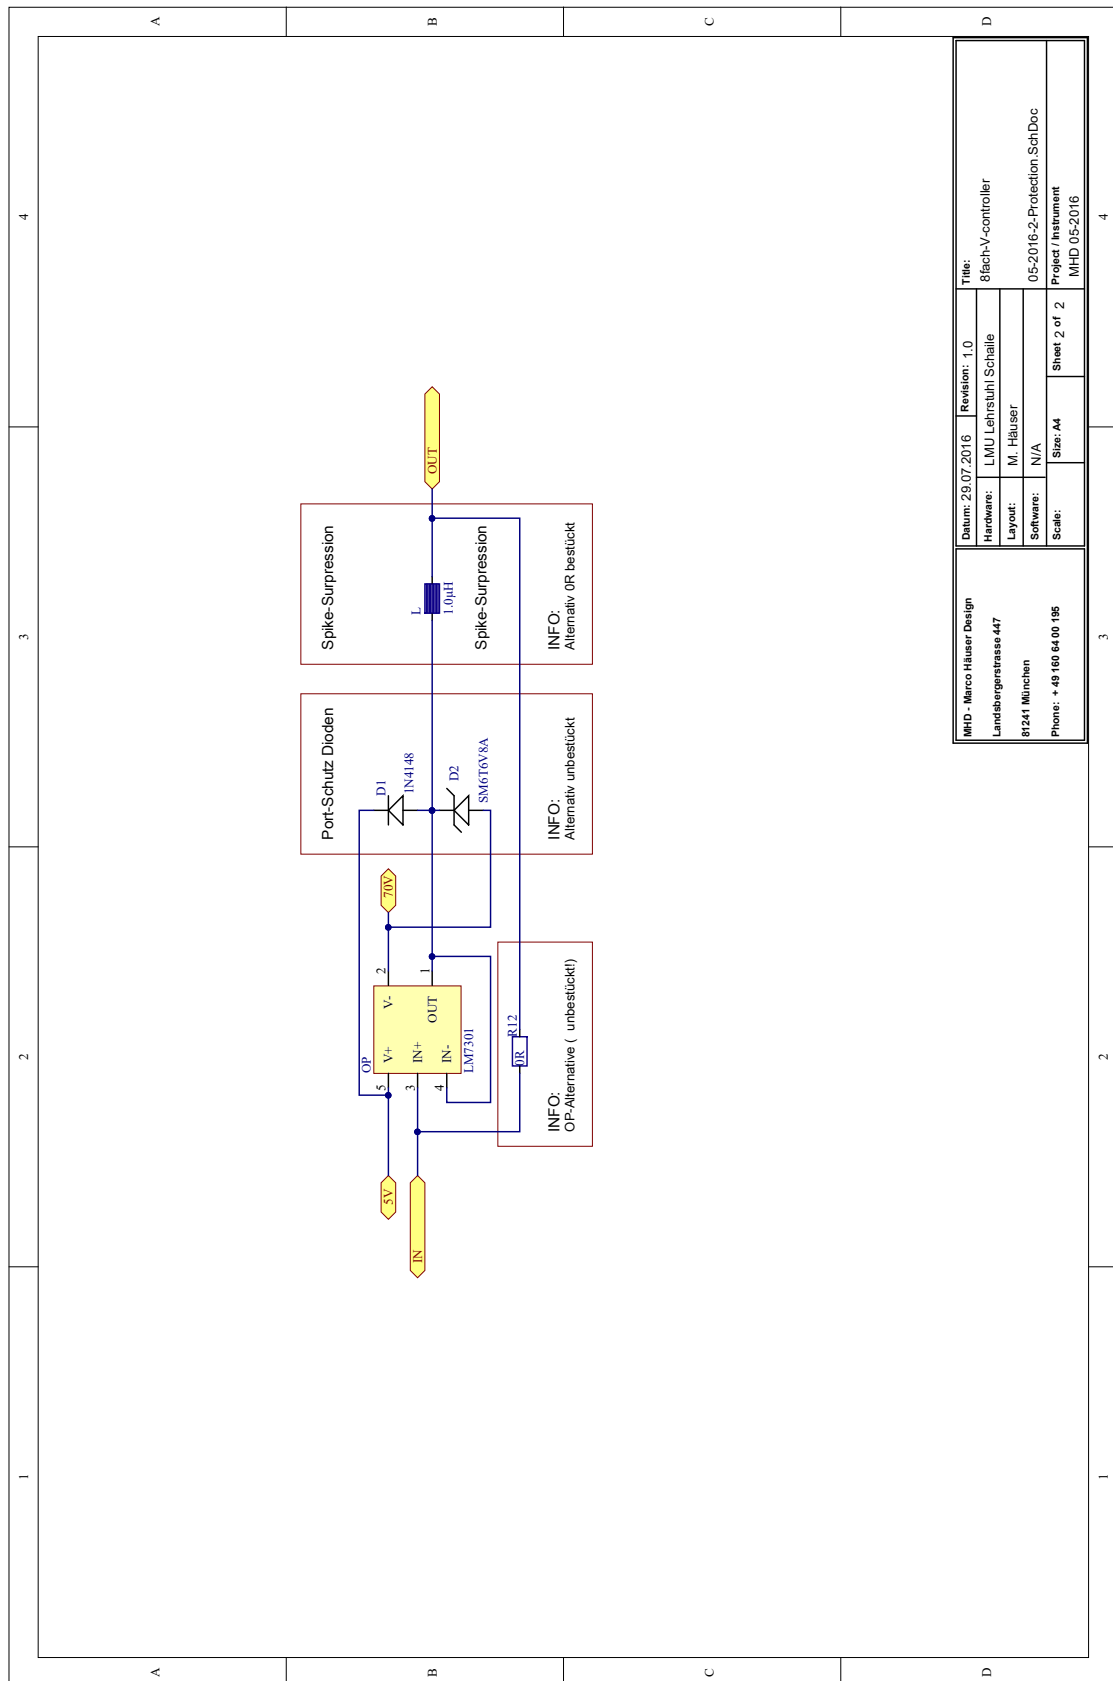 1
2
3
4
A
A
B
B
C
C
D
D
1
2
3
4
5V
IN
OP
5
V+
3
IN+
4
IN-
V-
2
OUT
1
LM7301
70V
INFO:
OP-Alternative ( unbestückt!)
0R
R12
Port-Schutz Dioden
D1
1N4148
D2
SM6T6V8A
INFO:
Alternativ unbestückt
Spike-Surpression
L
1.0µH
Spike-Surpression
INFO:
Alternativ 0R bestückt
OUT
MHD - Marco Häuser Design
Landsbergerstrasse 447
81241 München
Phone: + 49 160 64 00 195
Datum: 29.07.2016
Revision: 1.0
Hardware: LMU Lehrstuhl Schaile
Layout: M. Häuser
Software: N/A
Scale:
Size: A4
Sheet 2 of 2
Title:
8fach-V-controller
05-2016-2-Protection.SchDoc
Project / Instrument
MHD 05-2016